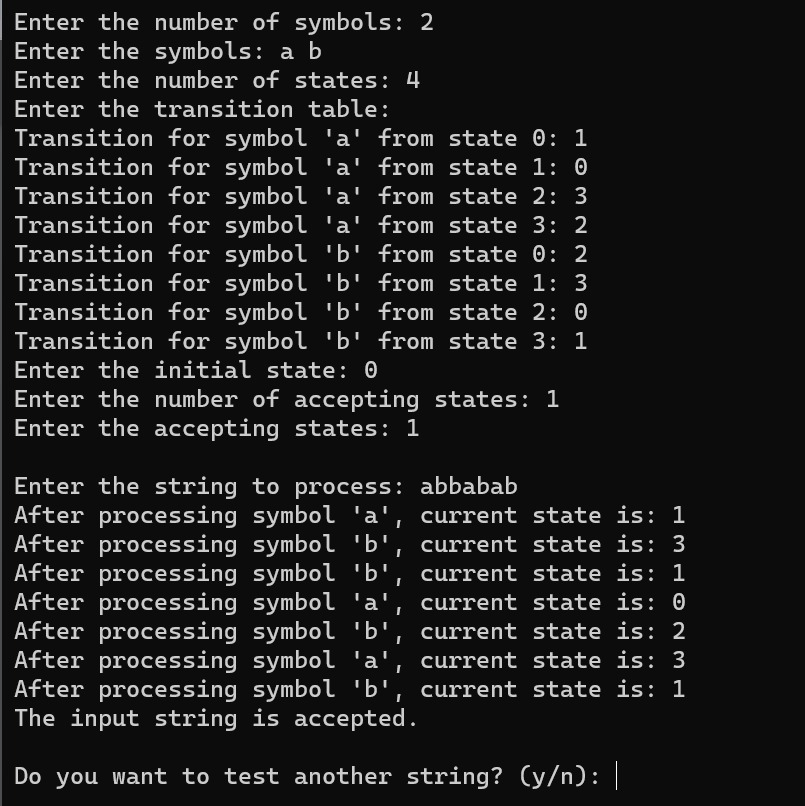 Enter the number of symbols: 2
Enter the symbols: a b
Enter the number of states: 4
Enter the transition table:
Transition for symbol 'a' from state 0: 1
Transition for symbol 'a' from state 1: 0
Transition for symbol 'a' from state 2: 3
Transition for symbol 'a' from state 3: 2
Transition for symbol 'b' from state 0: 2
Transition for symbol 'b' from state 1: 3
Transition for symbol 'b' from state 2: 0
Transition for symbol 'b' from state 3: 1
Enter the initial state: 0
Enter the number of accepting states: 1
Enter the accepting states: 1
Enter the string to process: abbabab
After processing symbol 'a', current state is: 1
After processing symbol 'b', current state is: 3
After processing symbol 'b', current state is: 1
After processing symbol 'a', current state is: 0
After processing symbol 'b', current state is: 2
After processing symbol 'a', current state is: 3
After processing symbol 'b', current state is: 1
The input string is accepted.
Do you want to test another string? (y/n):